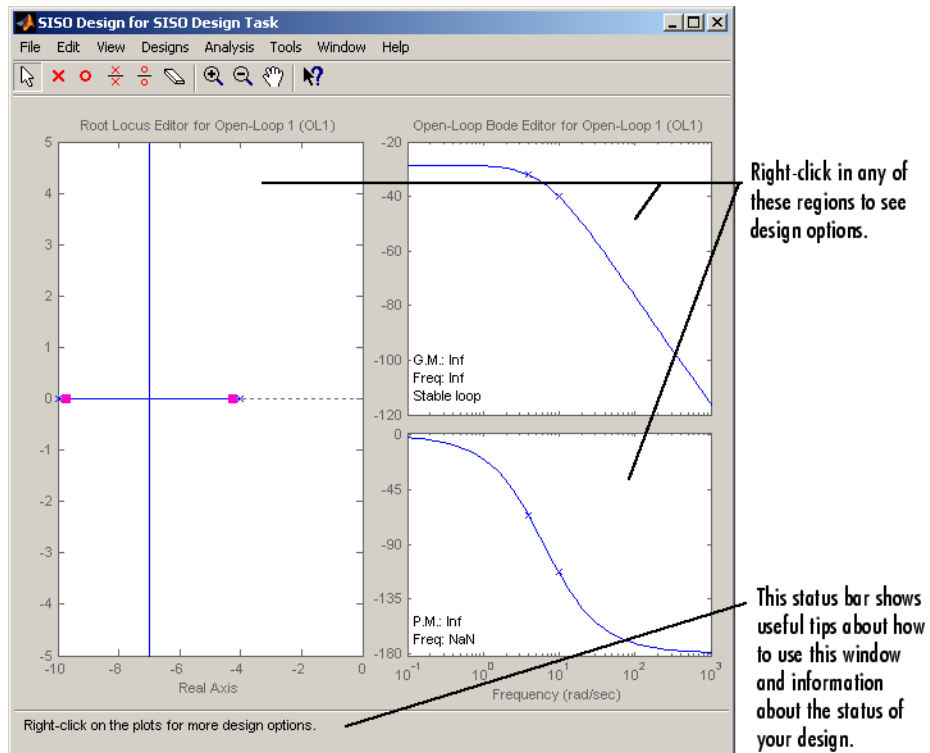 SISO Design for SISO Design Task
File Edit View Designs Analysis Tools Window Help
Root Locus Editor for Open-Loop 1 (OL1)
5
4
3
2
1
0
-1
-2
-3
-4
-5
-10 -8 -6 -4 -2 0
Real Axis
Open-Loop Bode Editor for Open-Loop 1 (OL1)
-20
-40
-60
-80
-100
-120
G.M.: Inf
Freq: Inf
Stable loop
0
-45
-90
-135
-180
P.M.: Inf
Freq: NaN
10^-1 10^0 10^1 10^2 10^3
Frequency (rad/sec)
Right-click on the plots for more design options.
Right-click in any of
these regions to see
design options.
This status bar shows
useful tips about how
to use this window
and information
about the status of
your design.